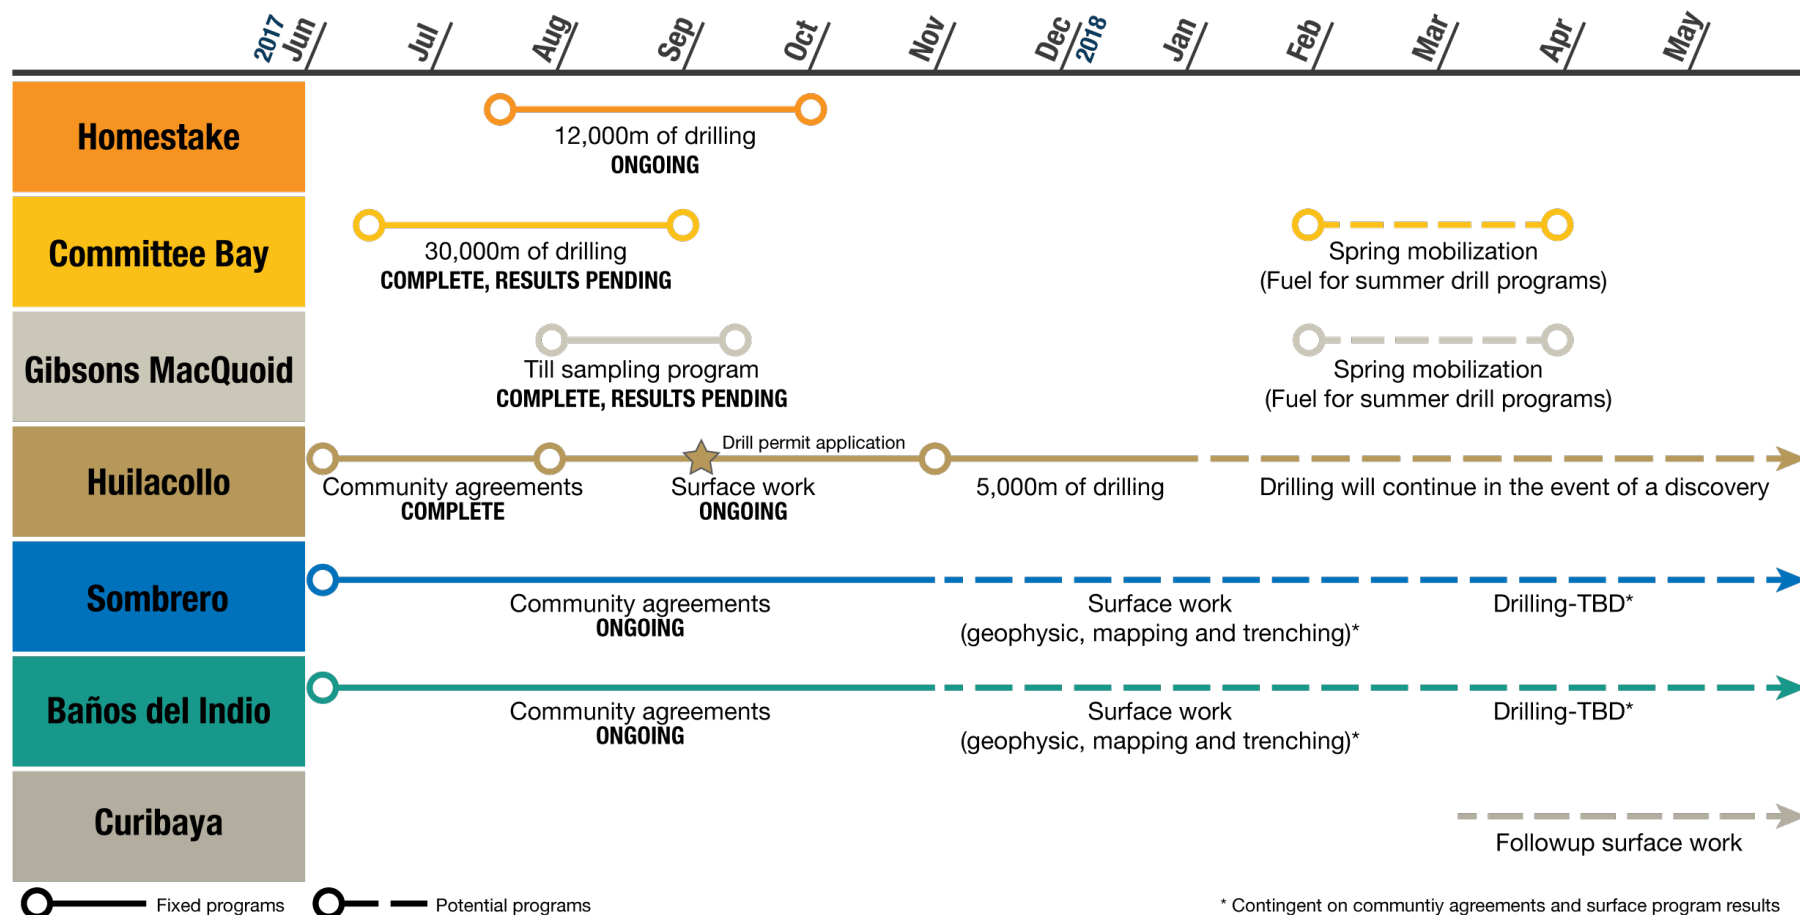 2017 Jun Jul Aug Sep Oct Nov Dec 2018 Jan Feb Mar Apr May
Homestake
12,000m of drilling
ONGOING
Committee Bay
30,000m of drilling
COMPLETE, RESULTS PENDING
Spring mobilization
(Fuel for summer drill programs)
Gibsons MacQuoid
Till sampling program
COMPLETE, RESULTS PENDING
Spring mobilization
(Fuel for summer drill programs)
Huilacollo
Community agreements
COMPLETE
Drill permit application
Surface work
ONGOING
5,000m of drilling
Drilling will continue in the event of a discovery
Sombrero
Community agreements
ONGOING
Surface work
(geophysic, mapping and trenching)*
Drilling-TBD*
Baños del Indio
Community agreements
ONGOING
Surface work
(geophysic, mapping and trenching)*
Drilling-TBD*
Curibaya
Followup surface work
Fixed programs
Potential programs
* Contingent on communtiy agreements and surface program results